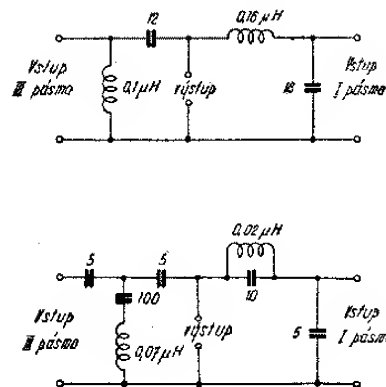 12
0,16 µH
Vstup
III pásmo
0,1 µH
výstup
18
Vstup
I pásmo
0,02 µH
5
5
100
10
Vstup
III pásmo
0,07 µH
výstup
5
Vstup
I pásmo